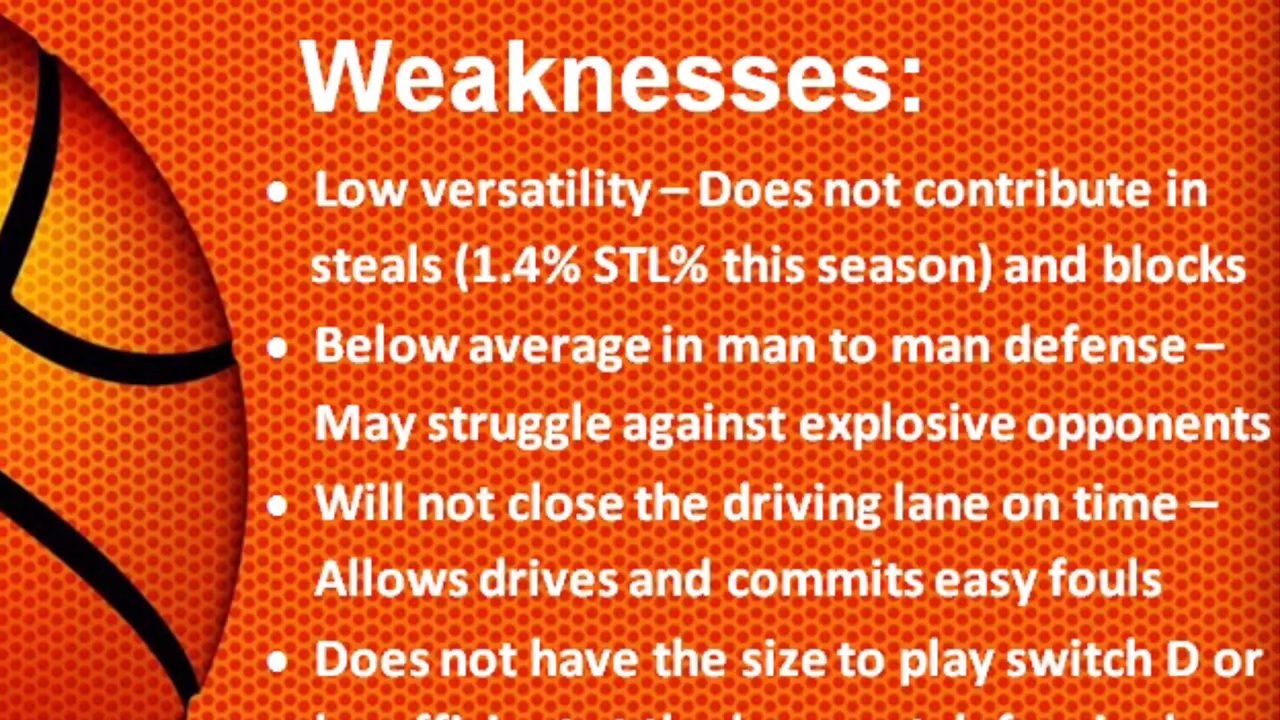 Weaknesses:
• Low versatility – Does not contribute in
steals (1.4% STL% this season) and blocks
• Below average in man to man defense –
May struggle against explosive opponents
• Will not close the driving lane on time –
Allows drives and commits easy fouls
• Does not have the size to play switch D or